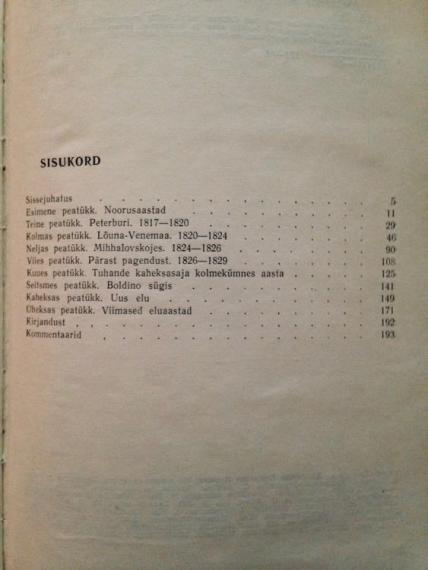 SISUKORD
Sissejuhatus . . . . . . . . . . . . 5
Esimene peatükk. Noorusaastad . . . . . . . . 11
Teine peatükk. Peterburi. 1817—1820 . . . . . . . 29
Kolmas peatükk. Lõuna-Venemaa. 1820—1824 . . . . . . 46
Neljas peatükk. Mihhailovskojes. 1824—1826 . . . . . . 90
Viies peatükk. Pärast pagendust. 1826—1829 . . . . . . 108
Kuues peatükk. Tuhande kaheksasaja kolmekümnes aasta . . . . 125
Seitsmes peatükk. Boldino sügis . . . . . . . . 141
Kaheksas peatükk. Uus elu . . . . . . . . . 149
Üheksas peatükk. Viimased eluaastad . . . . . . . 171
Kirjandust . . . . . . . . . . . . 192
Kommentaarid . . . . . . . . . . . 193